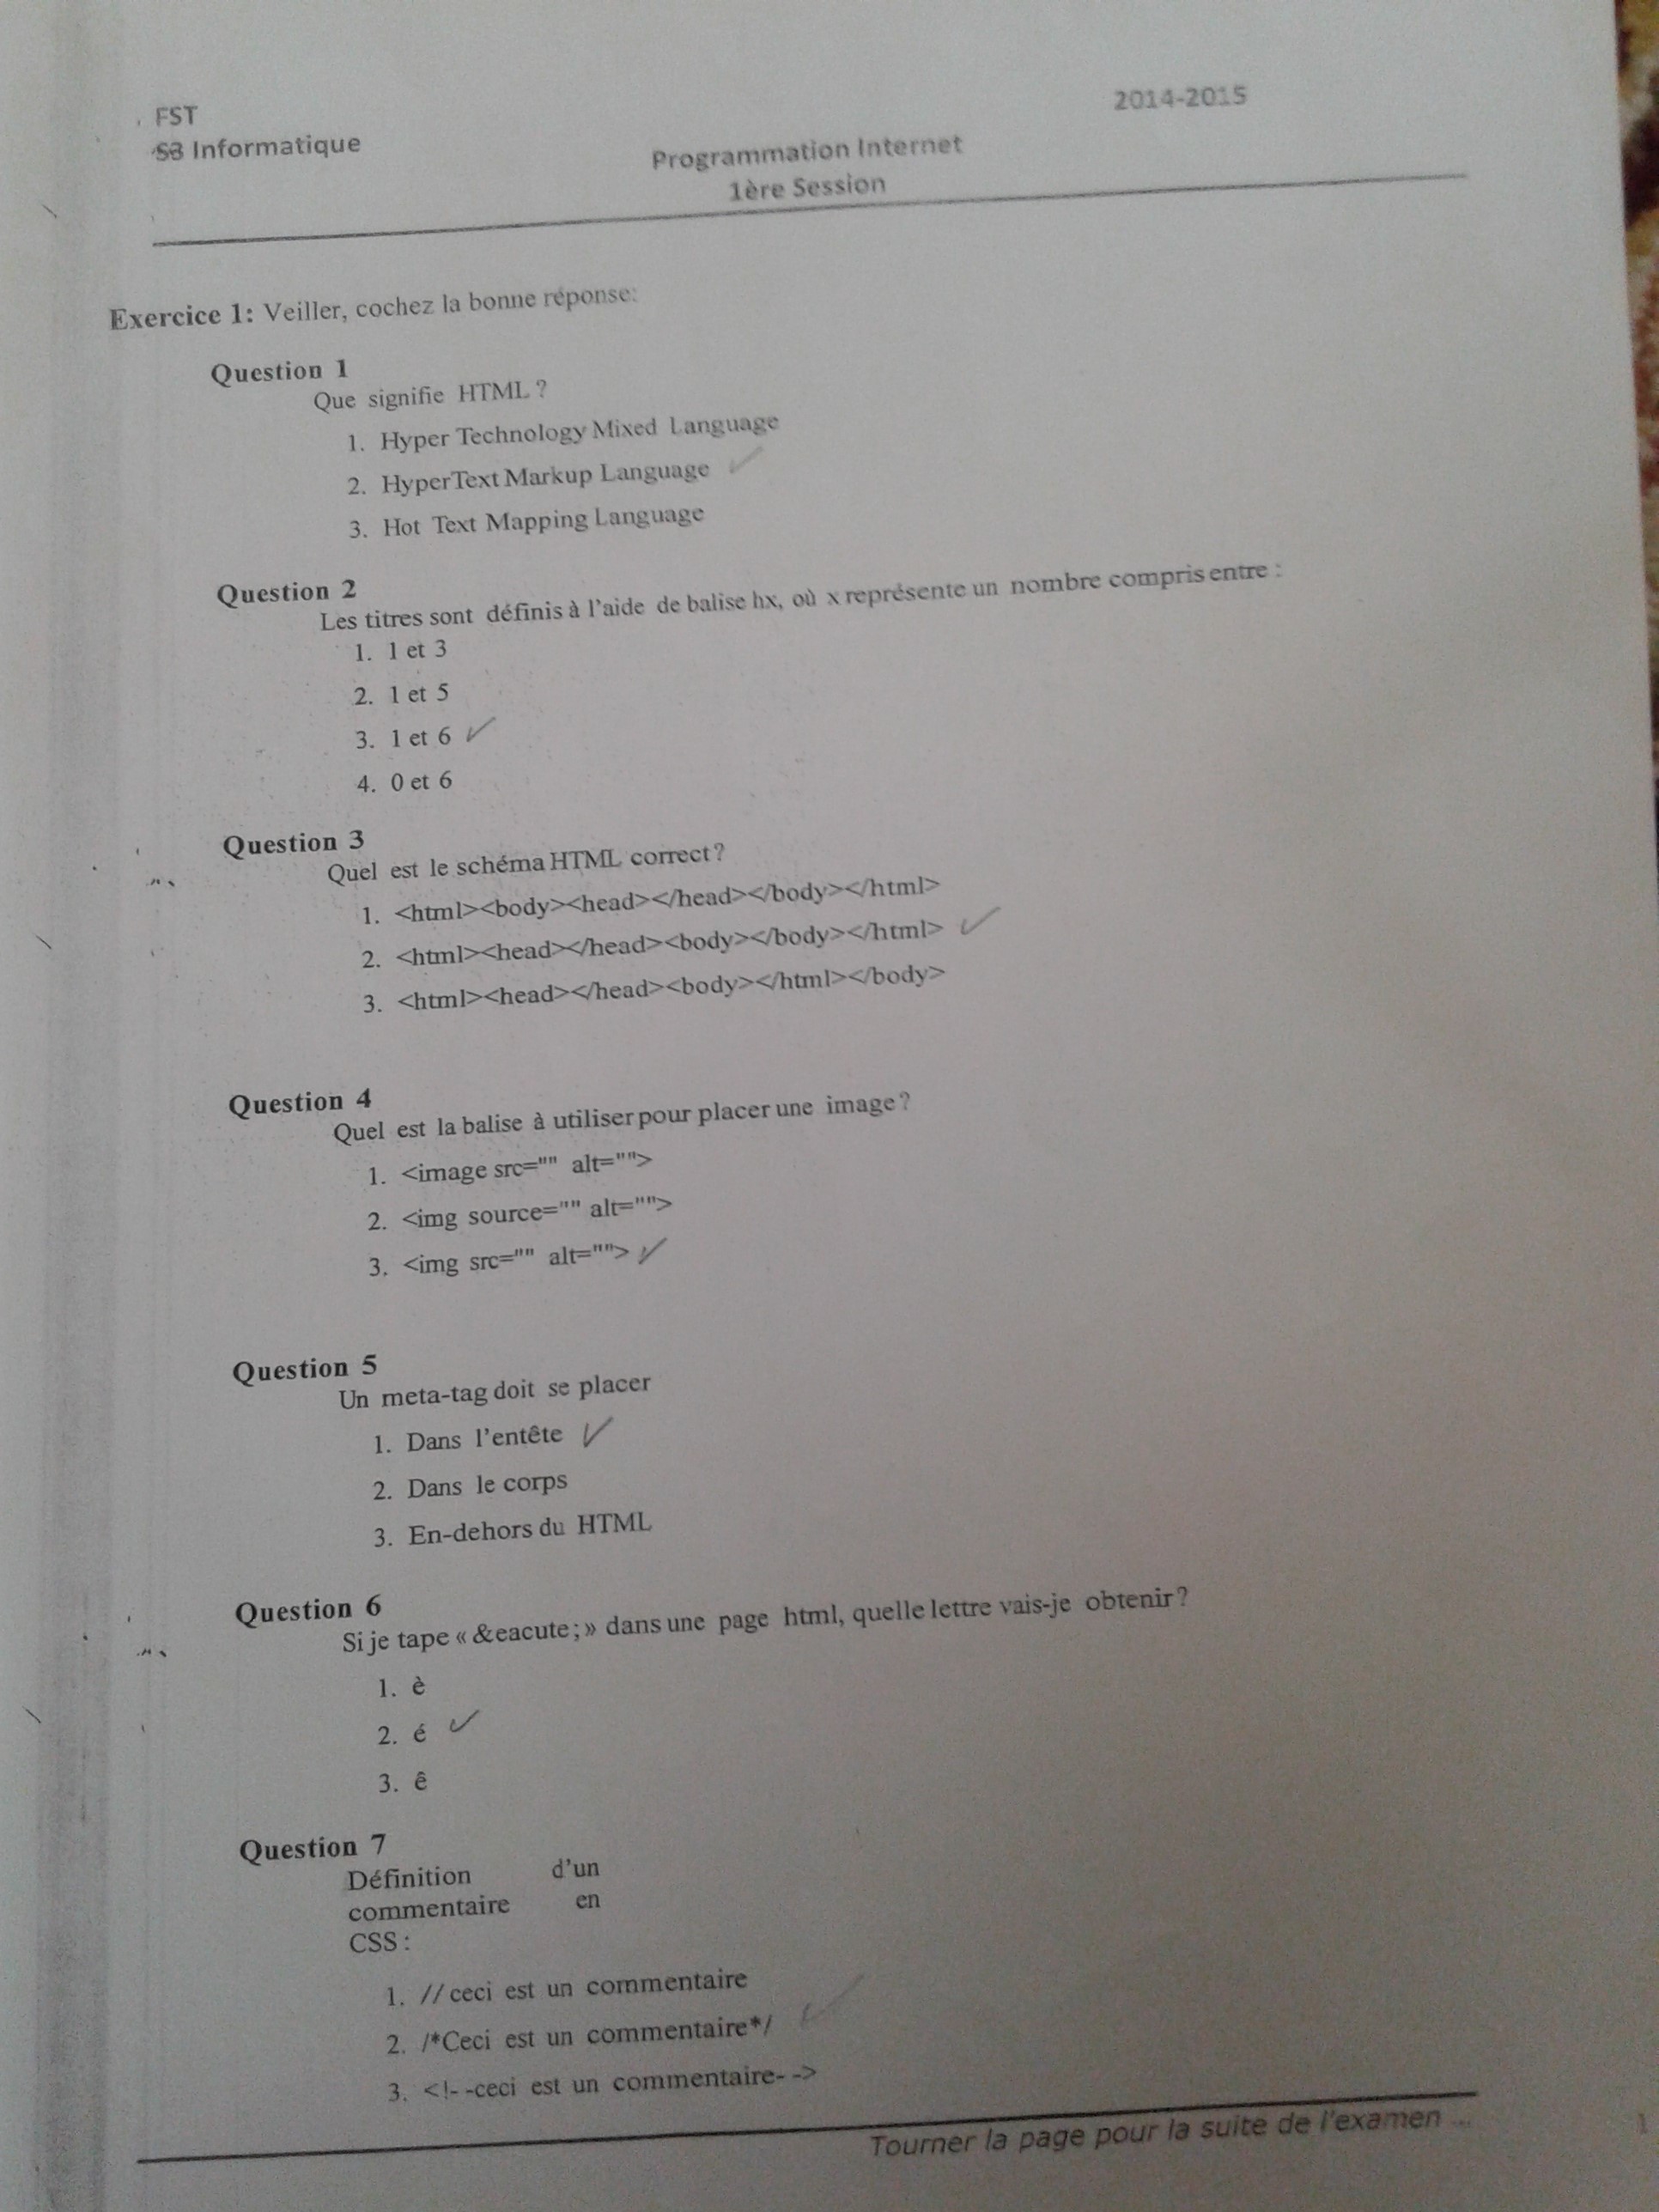 FST
2014-2015
S3 Informatique
Programmation Internet
1ère Session
Exercice 1: Veiller, cochez la bonne réponse:
Question 1
Que signifie HTML ?
1. Hyper Technology Mixed Language
2. HyperText Markup Language ✓
3. Hot Text Mapping Language
Question 2
Les titres sont définis à l'aide de balise hx, où x représente un nombre compris entre :
1. 1 et 3
2. 1 et 5
3. 1 et 6 ✓
4. 0 et 6
Question 3
Quel est le schéma HTML correct ?
1. <html><body><head></head></body></html>
2. <html><head></head><body></body></html> ✓
3. <html><head></head><body></html></body>
Question 4
Quel est la balise à utiliser pour placer une image ?
1. <image src="" alt="">
2. <img source="" alt="">
3. <img src="" alt=""> ✓
Question 5
Un meta-tag doit se placer
1. Dans l'entête ✓
2. Dans le corps
3. En-dehors du HTML
Question 6
Si je tape « &eacute; » dans une page html, quelle lettre vais-je obtenir ?
1. è
2. é ✓
3. ê
Question 7
Définition d'un
commentaire en
CSS :
1. // ceci est un commentaire
2. /*Ceci est un commentaire*/ ✓
3. <!- -ceci est un commentaire- ->
Tourner la page pour la suite de l'examen ...
1